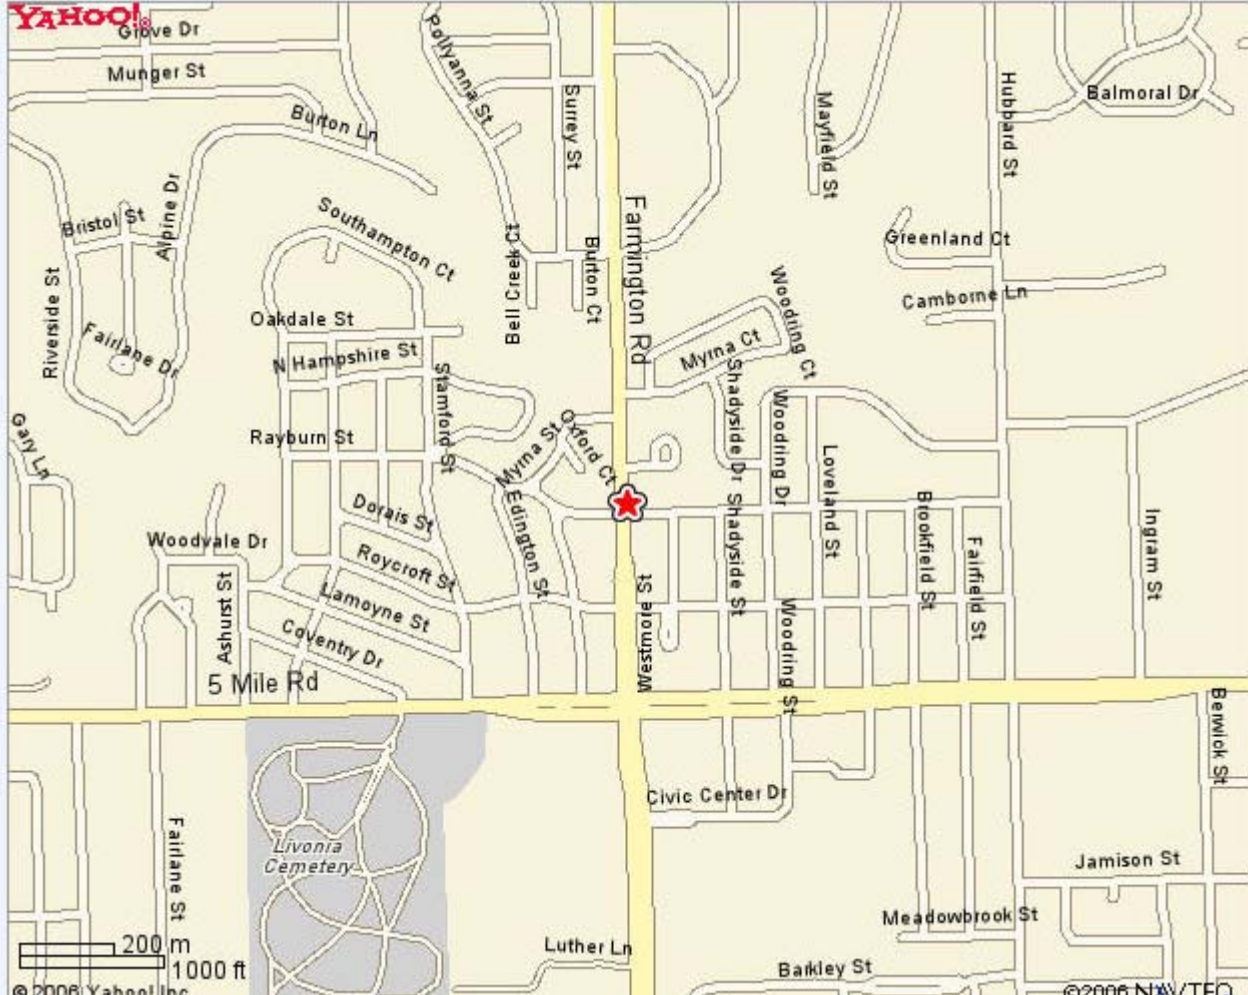 YAHOO!
Grove Dr
Munger St
Burton Ln
Pollyanna St
Surrey St
Mayfield St
Hubbard St
Balmoral Dr
Bristol St
Alpine Dr
Southampton Ct
Riverside St
Fairlane Dr
Bell Creek Ct
Burton Ct
Farmington Rd
Greenland Ct
Camborne Ln
Woodring Ct
Myrna Ct
Oakdale St
N Hampshire St
Stamford St
Rayburn St
Gary Ln
Oxford Ct
Myrna St
Shadyside Dr
Woodring Dr
Loveland St
Edington St
Dorais St
Woodvale Dr
Roycroft St
Lamoyne St
Coventry Dr
Ashurst St
Shadyside St
Brookfield St
Fairfield St
Ingram St
Westmore St
Woodring St
5 Mile Rd
Berwick St
Civic Center Dr
Livonia
Cemetery
Fairlane St
Jamison St
Meadowbrook St
Luther Ln
Barkley St
200 m
1000 ft
© 2006 Yahoo! Inc
©2006 NAVTEQ